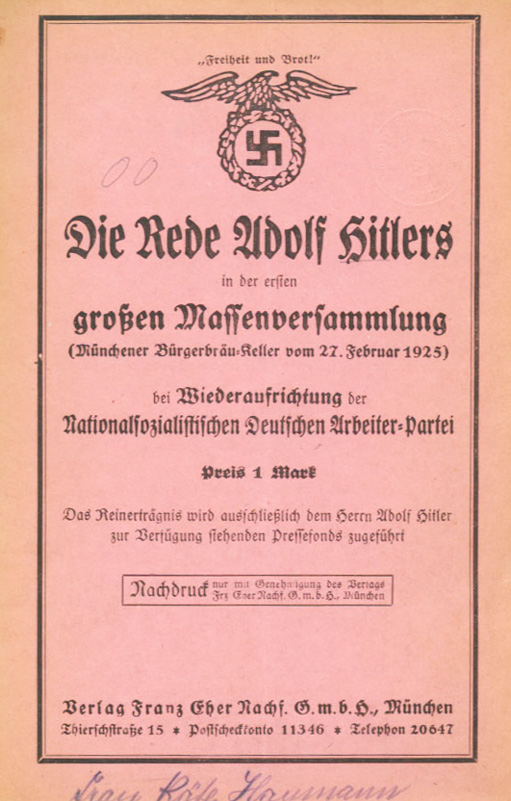 „Freiheit und Brot!“
00
Die Rede Adolf Hitlers
in der ersten
großen Massenversammlung
(Münchener Bürgerbräu-Keller vom 27. Februar 1925)
bei Wiederaufrichtung der
Nationalsozialistischen Deutschen Arbeiter-Partei
Preis 1 Mark
Das Reinerträgnis wird ausschließlich dem Herrn Adolf Hitler
zur Verfügung stehenden Pressefonds zugeführt
Nachdruck nur mit Genehmigung des Verlags
Frz Eher Nachf. G. m. b. H., München
Verlag Franz Eher Nachf. G. m. b. H., München
Thierschstraße 15 * Postscheckkonto 11346 * Telephon 20647
Frau Käte